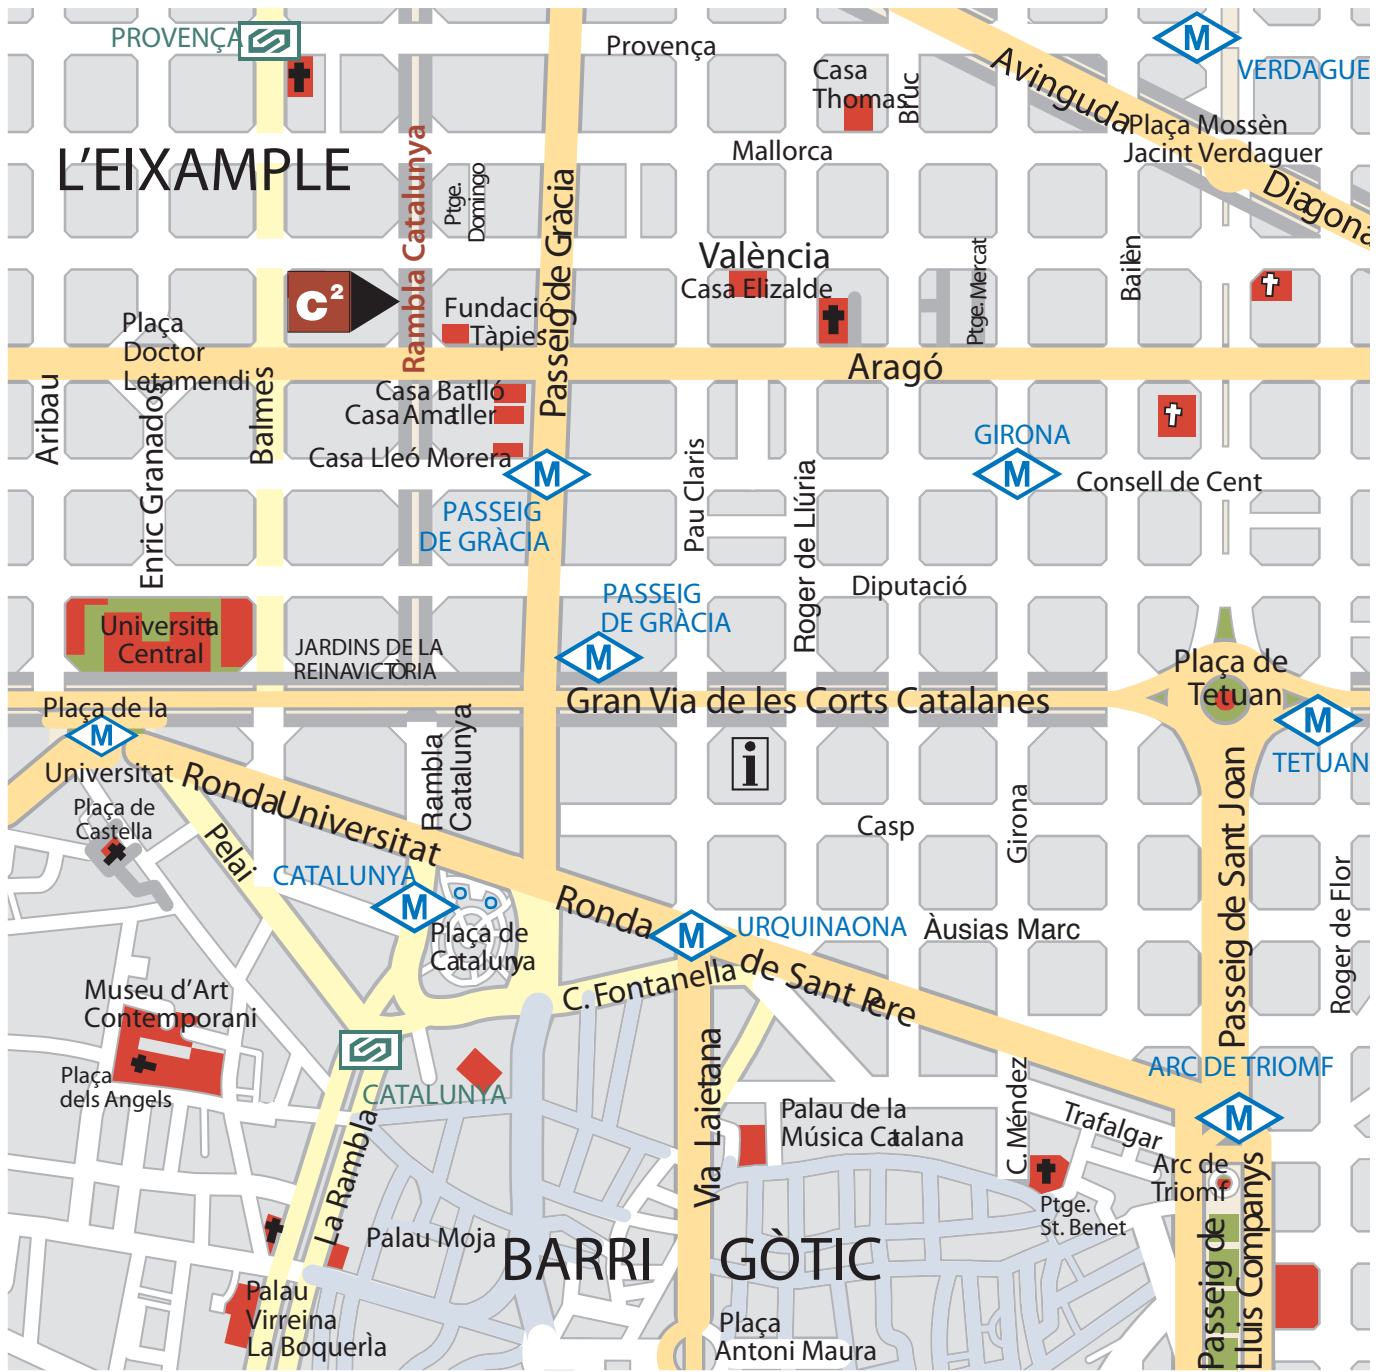 PROVENÇA
Provença
M
VERDAGUE
Avinguda
Diagona
Casa
Thomas
Bruc
Plaça Mossèn
Jacint Verdaguer
L'EIXAMPLE
Mallorca
Rambla Catalunya
Ptge.
Domingo
Passeig de Gràcia
València
Casa Elizalde
Ptge. Mercat
Bailèn
c²
Fundació
Tàpies
Plaça
Doctor
Letamendi
Aragó
Aribau
Enric Granados
Balmes
Casa Batlló
Casa Amatller
Casa Lleó Morera
M
PASSEIG
DE GRÀCIA
Pau Claris
Roger de Llúria
GIRONA
M
Consell de Cent
Diputació
PASSEIG
DE GRÀCIA
M
Universita
Central
JARDINS DE LA
REINAVICTÒRIA
Plaça de
Tetuan
Gran Via de les Corts Catalanes
M
TETUAN
Plaça de la
M
Universitat
Ronda Universitat
Rambla
Catalunya
i
Plaça de
Castella
Pelai
Casp
Girona
Passeig de Sant Joan
Roger de Flor
CATALUNYA
M
Plaça de
Catalunya
Ronda
M
URQUINAONA
de Sant Pere
Àusias Marc
C. Fontanella
Museu d'Art
Contemporani
Plaça
dels Angels
CATALUNYA
La Rambla
Via Laietana
Palau de la
Música Catalana
C. Méndez
Trafalgar
ARC DE TRIOMF
M
Arc de
Triomf
Ptge.
St. Benet
Palau Moja
BARRI GÒTIC
Passeig de
Lluis Companys
Palau
Virreina
La Boquerìa
Plaça
Antoni Maura